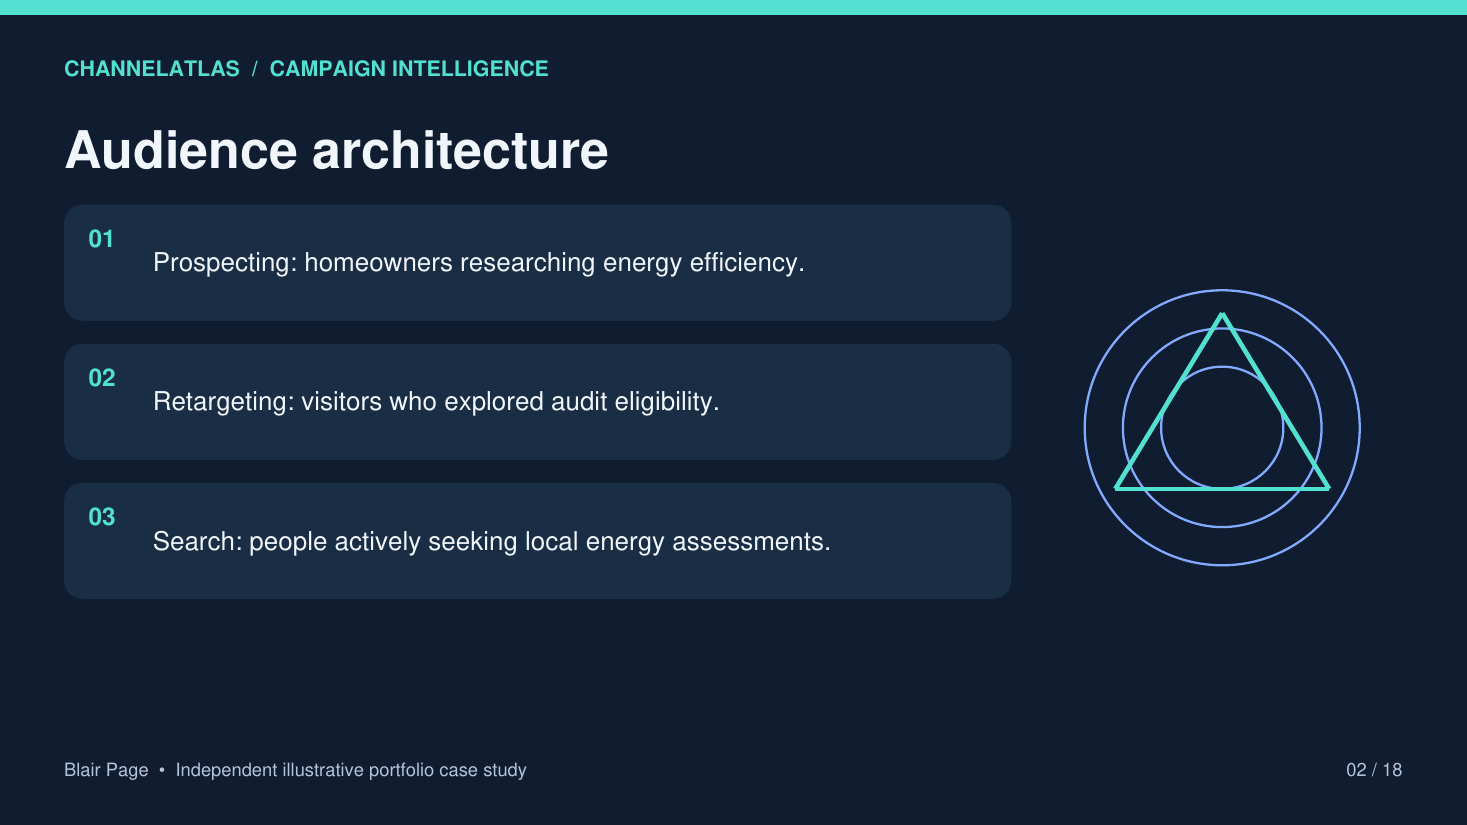 CHANNELATLAS / CAMPAIGN INTELLIGENCE
Audience architecture
01
Prospecting: homeowners researching energy efficiency.
02
Retargeting: visitors who explored audit eligibility.
03
Search: people actively seeking local energy assessments.
Blair Page • Independent illustrative portfolio case study
02 / 18